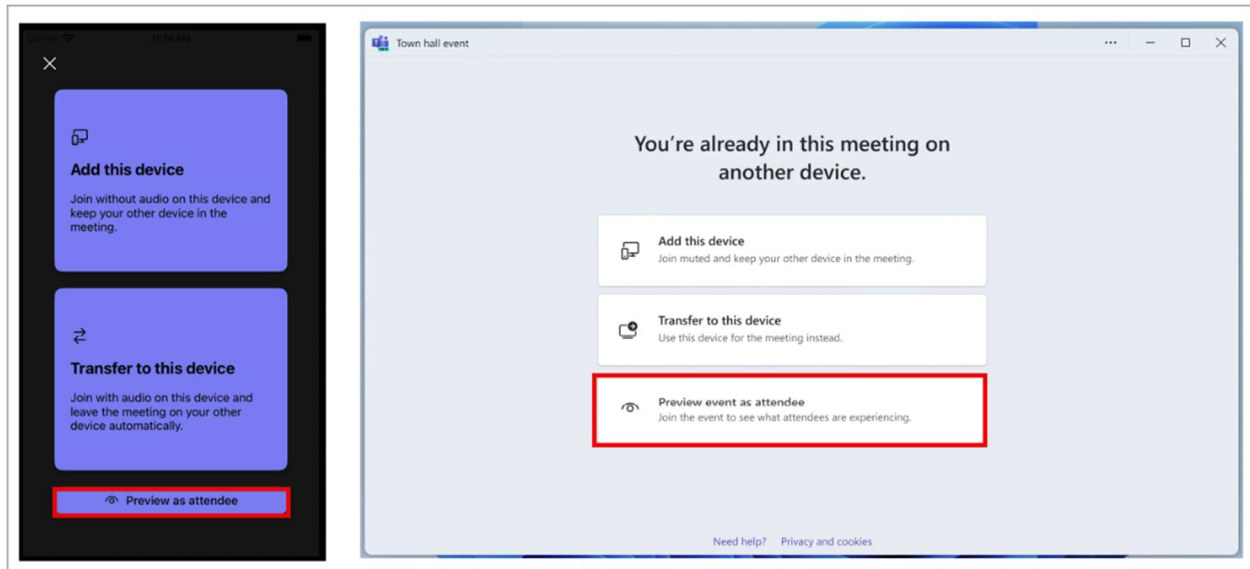 Carrier 11:16 AM
Add this device
Join without audio on this device and
keep your other device in the
meeting.
Transfer to this device
Join with audio on this device and
leave the meeting on your other
device automatically.
Preview as attendee
Town hall event
You're already in this meeting on
another device.
Add this device
Join muted and keep your other device in the meeting.
Transfer to this device
Use this device for the meeting instead.
Preview event as attendee
Join the event to see what attendees are experiencing.
Need help? Privacy and cookies